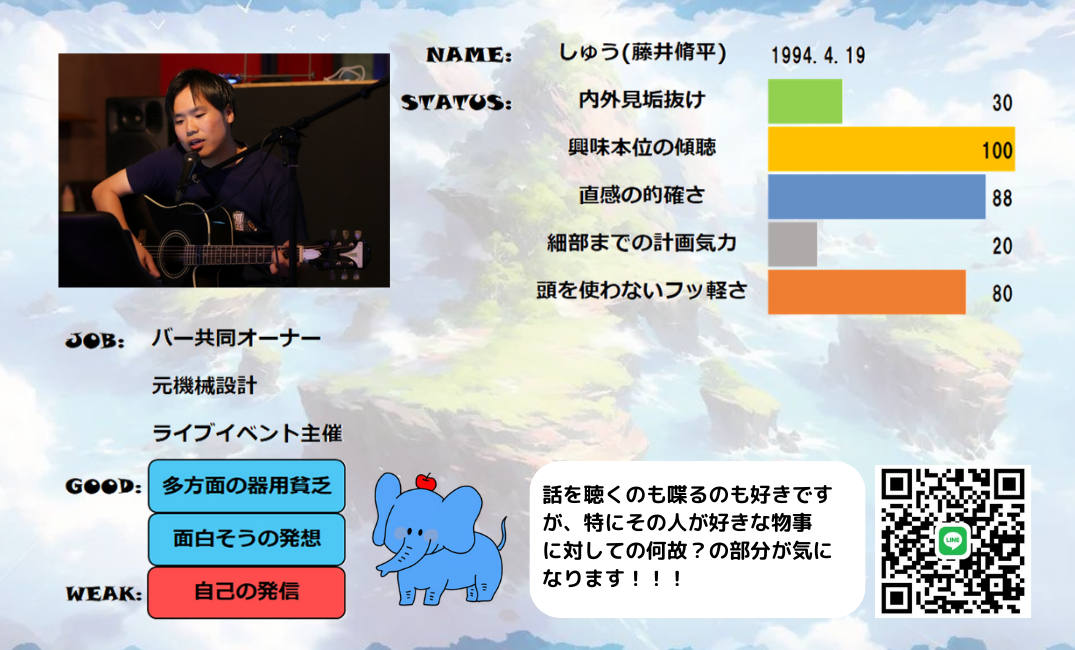 NAME: しゅう(藤井脩平) 1994.4.19
STATUS: 内外見垢抜け 30
興味本位の傾聴 100
直感の的確さ 88
細部までの計画気力 20
頭を使わないフッ軽さ 80
JOB: バー共同オーナー
元機械設計
ライブイベント主催
GOOD: 多方面の器用貧乏
面白そうの発想
WEAK: 自己の発信
話を聴くのも喋るのも好きです
が、特にその人が好きな物事
に対しての何故？の部分が気に
なります！！！
LINE